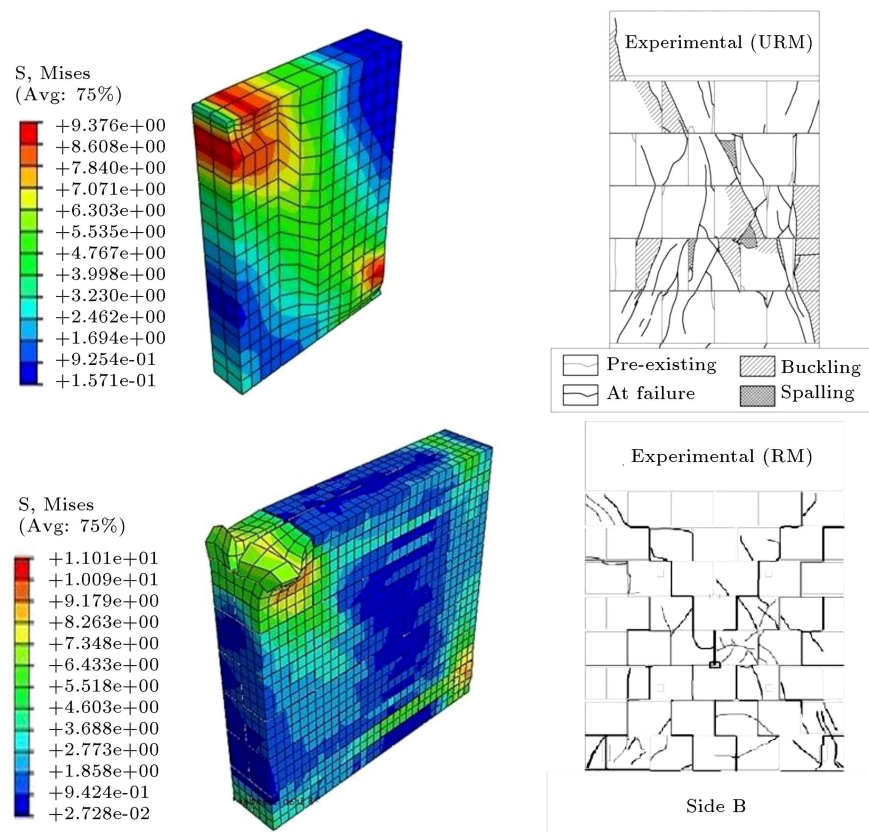 S, Mises
(Avg: 75%)
+9.376e+00
+8.608e+00
+7.840e+00
+7.071e+00
+6.303e+00
+5.535e+00
+4.767e+00
+3.998e+00
+3.230e+00
+2.462e+00
+1.694e+00
+9.254e-01
+1.571e-01
Experimental (URM)
Pre-existing
Buckling
At failure
Spalling
S, Mises
(Avg: 75%)
+1.101e+01
+1.009e+01
+9.179e+00
+8.263e+00
+7.348e+00
+6.433e+00
+5.518e+00
+4.603e+00
+3.688e+00
+2.773e+00
+1.858e+00
+9.424e-01
+2.728e-02
Experimental (RM)
Side B